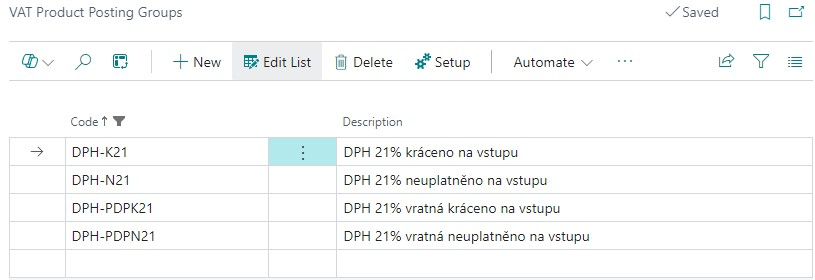 VAT Product Posting Groups
Saved
New Edit List Delete Setup Automate
Code Description
DPH-K21 DPH 21% kráceno na vstupu
DPH-N21 DPH 21% neuplatněno na vstupu
DPH-PDPK21 DPH 21% vratná kráceno na vstupu
DPH-PDPN21 DPH 21% vratná neuplatněno na vstupu